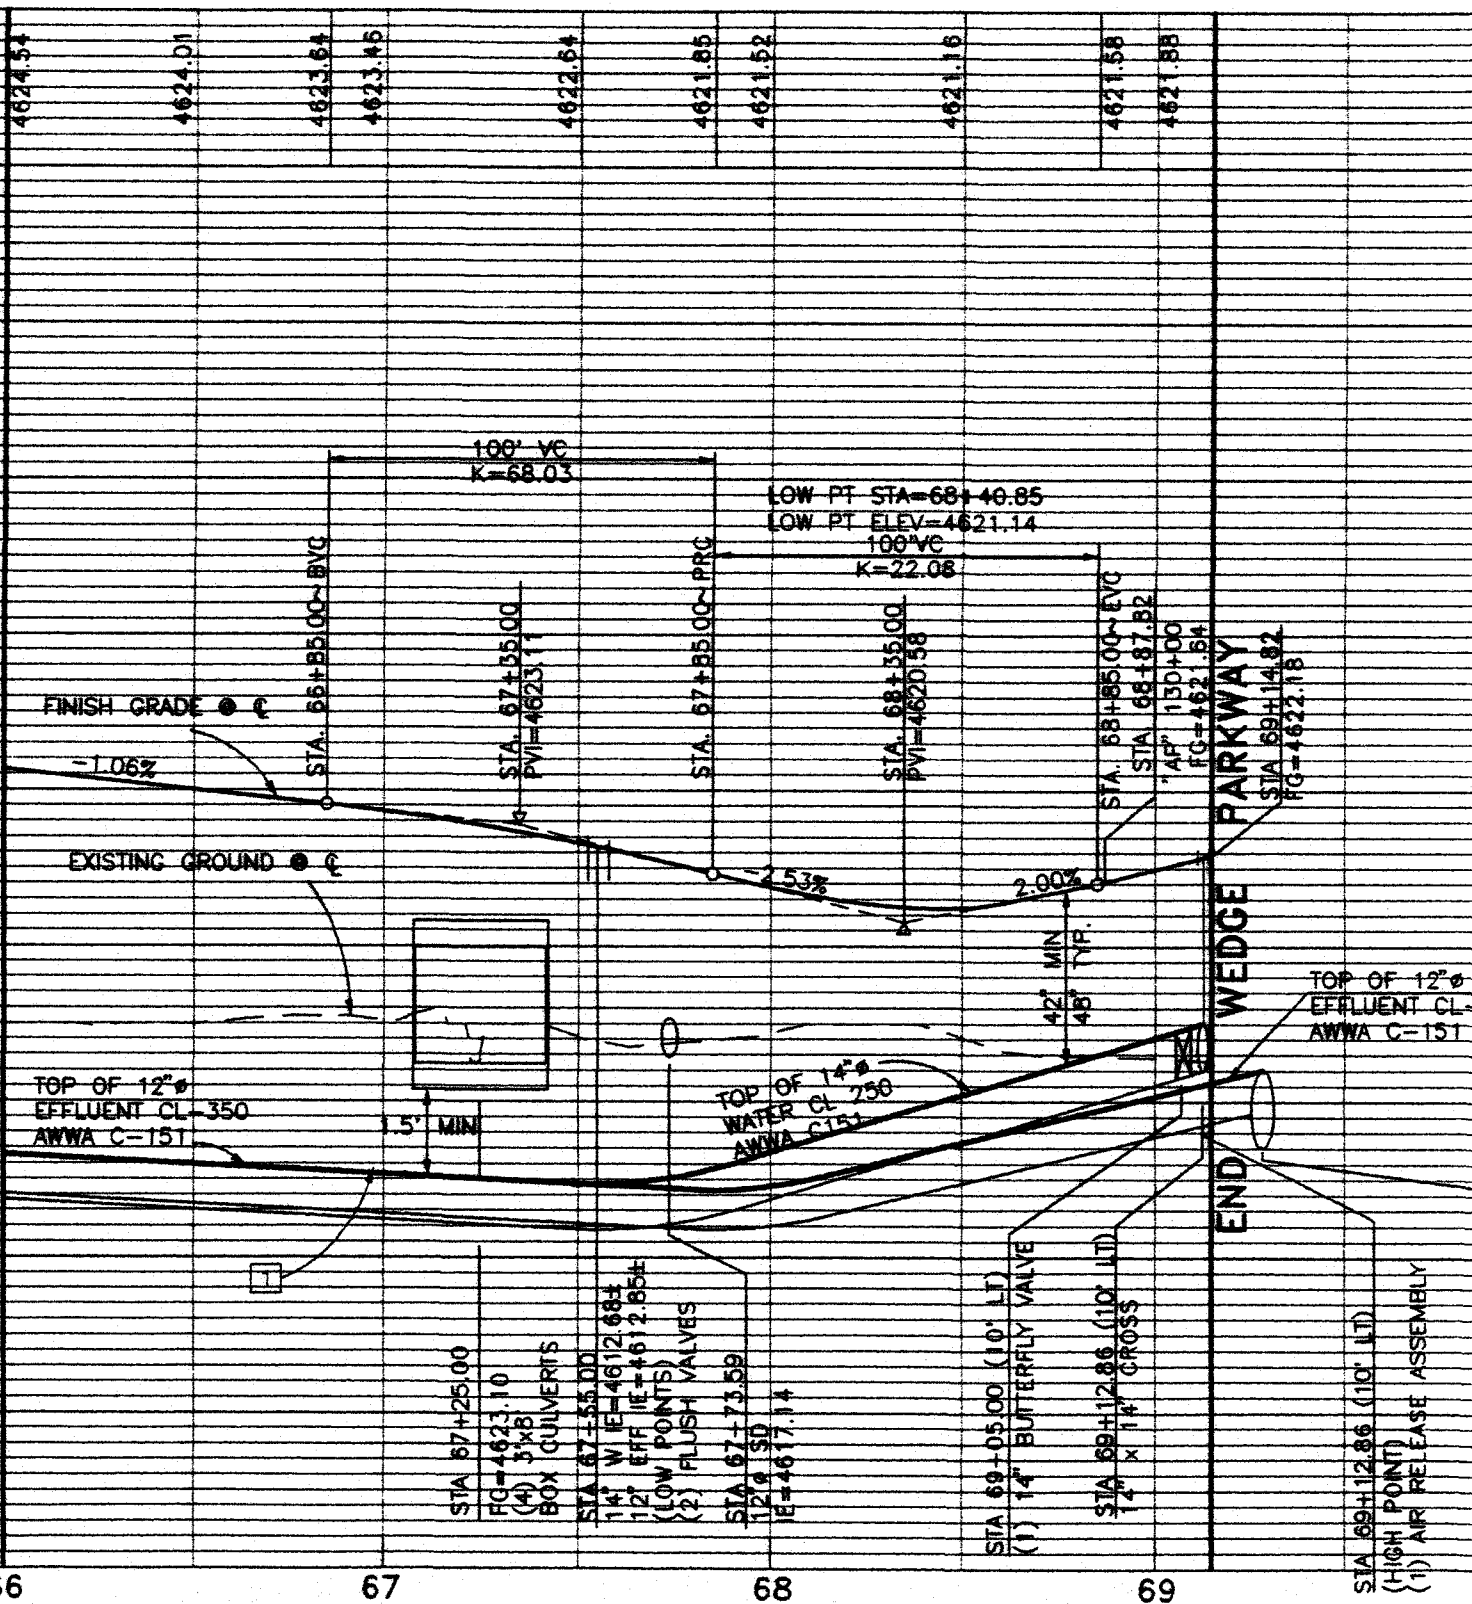 4624.54
4624.01
4623.64
4623.46
4622.64
4621.85
4621.52
4621.16
4621.58
4621.88
100' VC
K=68.03
LOW PT STA=68+40.85
LOW PT ELEV=4621.14
100'VC
K=22.08
STA. 66+85.00~BVC
STA. 67+35.00
PVI=4623.11
STA. 67+85.00~PRC
STA. 68+35.00
PVI=4620.58
STA. 68+85.00~EVC
STA 68+87.82
"AP" 130+00
FG=4621.64
END WEDGE PARKWAY
STA 69+14.82
FG=4622.18
FINISH GRADE @ ℄
-1.06%
EXISTING GROUND @ ℄
-2.53%
2.00%
42" MIN
48" TYP.
TOP OF 12"ø
EFFLUENT CL-
AWWA C-151
TOP OF 12"ø
EFFLUENT CL-350
AWWA C-151
1.5' MIN
TOP OF 14"ø
WATER CL 250
AWWA C151
1
STA 67+25.00
FG=4623.10
(4) 3'x8'
BOX CULVERTS
STA 67+55.00
14" W IE=4612.68±
12" EFF IE=4612.85±
(LOW POINTS)
(2) FLUSH VALVES
STA 67+73.59
12"ø SD
IE=4617.14
STA 69+05.00 (10' LT)
(1) 14" BUTTERFLY VALVE
STA 69+12.86 (10' LT)
14" x 14" CROSS
STA 69+12.86 (10' LT)
(HIGH POINT)
(1) AIR RELEASE ASSEMBLY
66
67
68
69